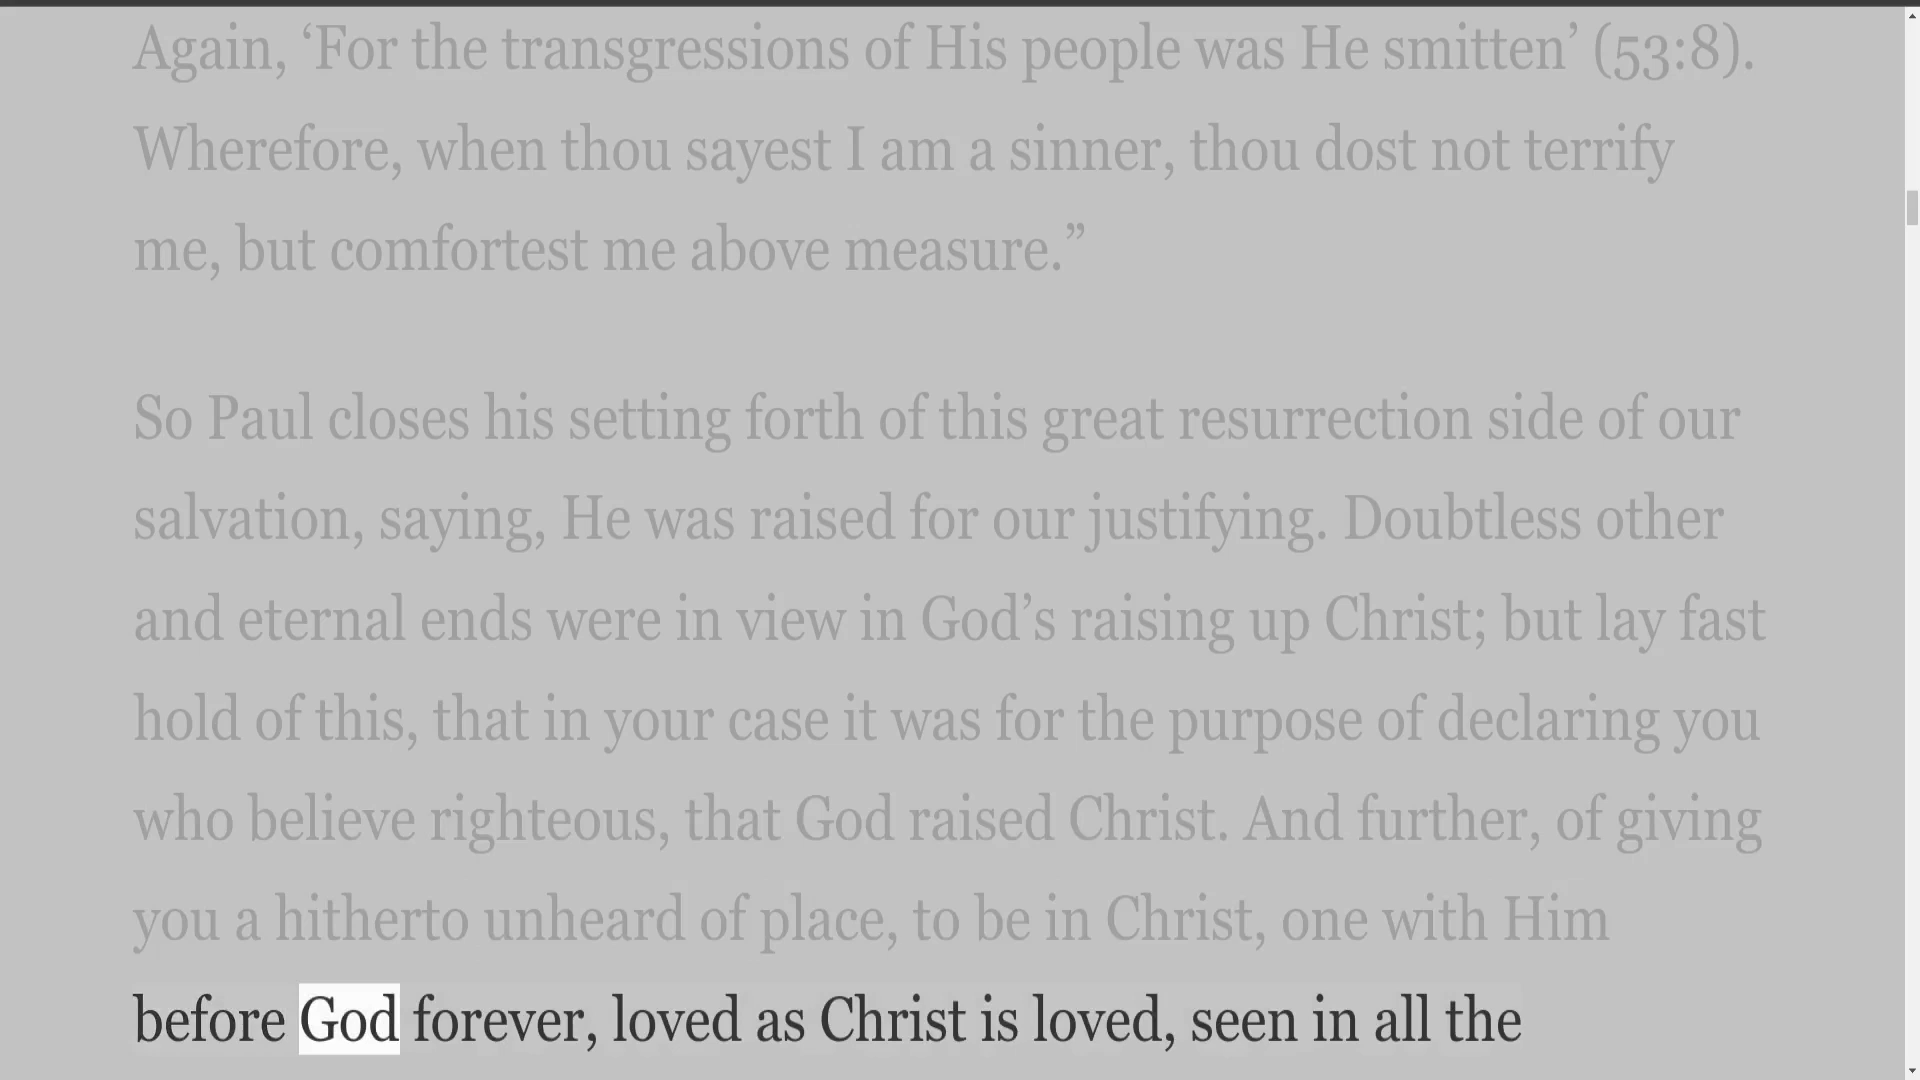 Again, ‘For the transgressions of His people was He smitten’ (53:8).
Wherefore, when thou sayest I am a sinner, thou dost not terrify
me, but comfortest me above measure.”
So Paul closes his setting forth of this great resurrection side of our
salvation, saying, He was raised for our justifying. Doubtless other
and eternal ends were in view in God’s raising up Christ; but lay fast
hold of this, that in your case it was for the purpose of declaring you
who believe righteous, that God raised Christ. And further, of giving
you a hitherto unheard of place, to be in Christ, one with Him
before God forever, loved as Christ is loved, seen in all the